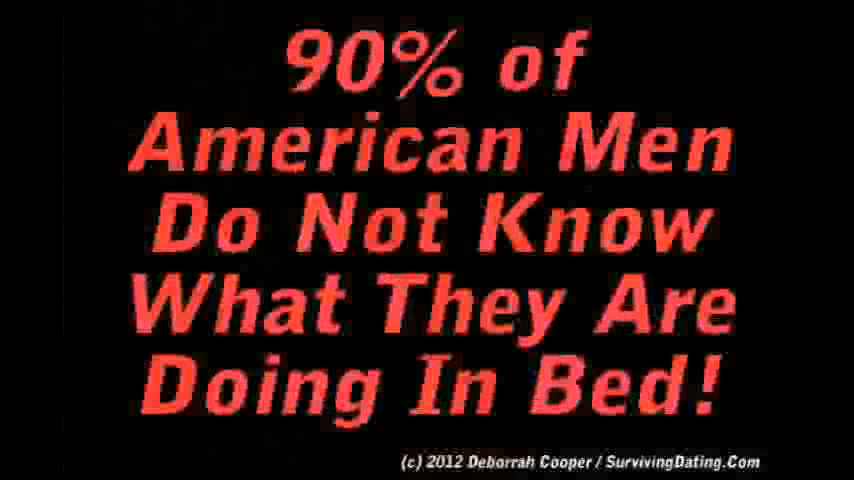 90% of
American Men
Do Not Know
What They Are
Doing In Bed!
(c) 2012 Deborrah Cooper / SurvivingDating.Com